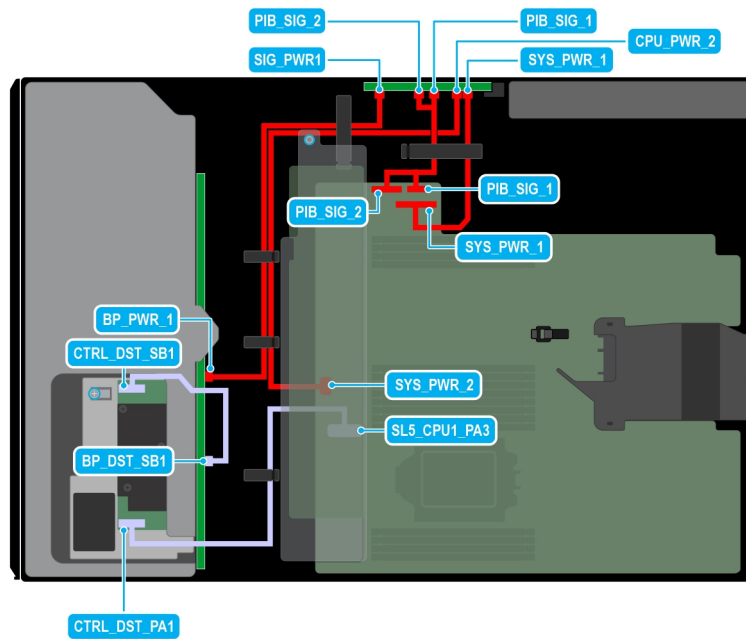 PIB_SIG_2
PIB_SIG_1
CPU_PWR_2
SIG_PWR1
SYS_PWR_1
PIB_SIG_1
PIB_SIG_2
SYS_PWR_1
BP_PWR_1
CTRL_DST_SB1
SYS_PWR_2
SL5_CPU1_PA3
BP_DST_SB1
CTRL_DST_PA1